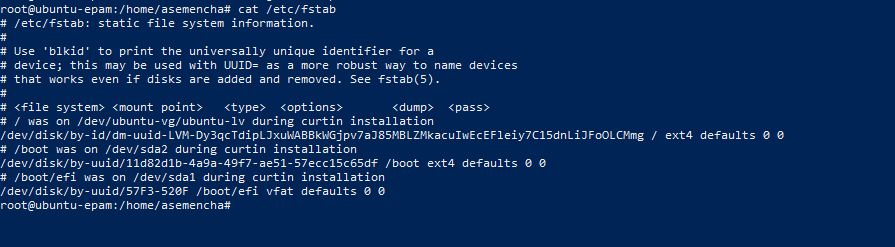 root@ubuntu-epam:/home/asemencha# cat /etc/fstab
# /etc/fstab: static file system information.
#
# Use 'blkid' to print the universally unique identifier for a
# device; this may be used with UUID= as a more robust way to name devices
# that works even if disks are added and removed. See fstab(5).
#
# <file system> <mount point>   <type>  <options>       <dump>  <pass>
# / was on /dev/ubuntu-vg/ubuntu-lv during curtin installation
/dev/disk/by-id/dm-uuid-LVM-Dy3qcTdipLJxuWABBkWGjpv7aJ85MBLZMkacuIwEcEFleiy7C15dnLiJFoOLCMmg / ext4 defaults 0 0
# /boot was on /dev/sda2 during curtin installation
/dev/disk/by-uuid/11d82d1b-4a9a-49f7-ae51-57ecc15c65df /boot ext4 defaults 0 0
# /boot/efi was on /dev/sda1 during curtin installation
/dev/disk/by-uuid/57F3-520F /boot/efi vfat defaults 0 0
root@ubuntu-epam:/home/asemencha#